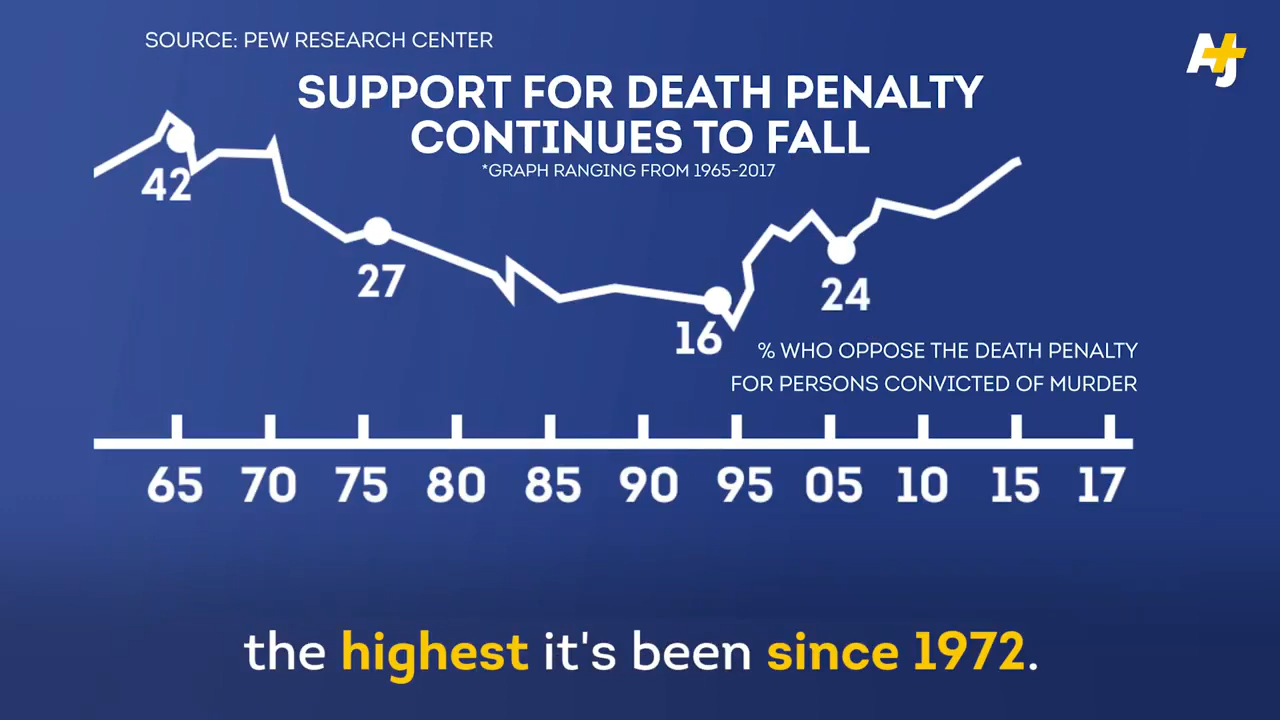 SOURCE: PEW RESEARCH CENTER
AJ+
SUPPORT FOR DEATH PENALTY
CONTINUES TO FALL
*GRAPH RANGING FROM 1965-2017
42
27
24
16
% WHO OPPOSE THE DEATH PENALTY
FOR PERSONS CONVICTED OF MURDER
65 70 75 80 85 90 95 05 10 15 17
the highest it's been since 1972.